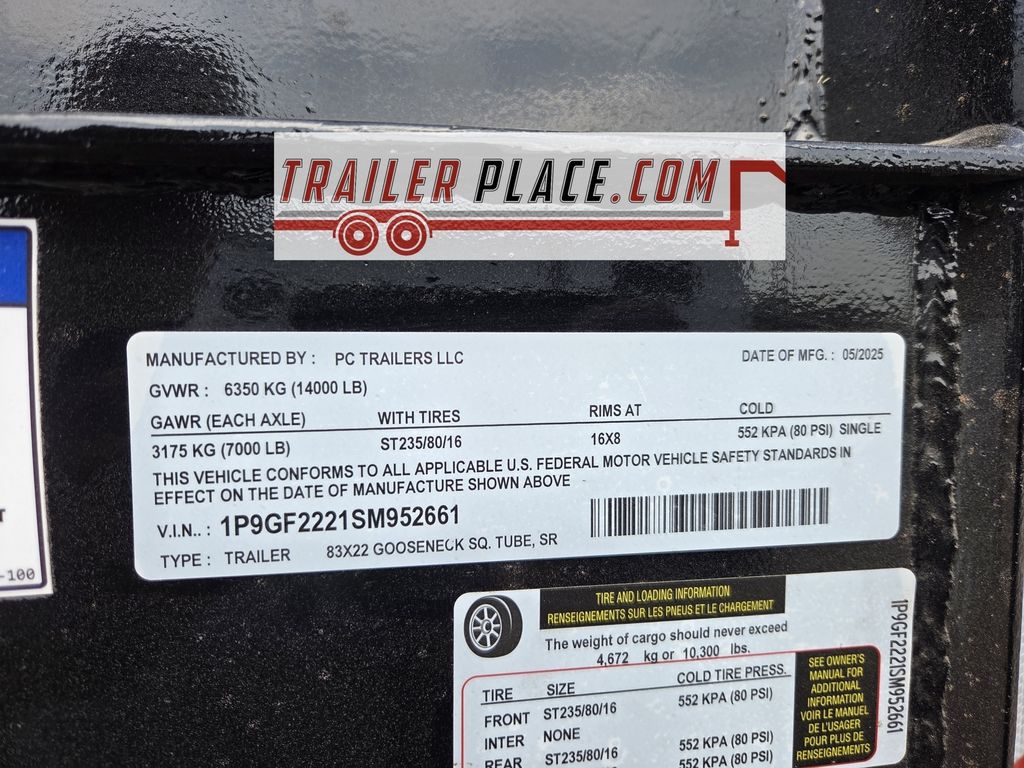 TRAILER PLACE.COM
MANUFACTURED BY : PC TRAILERS LLC DATE OF MFG. : 05/2025
GVWR : 6350 KG (14000 LB)
GAWR (EACH AXLE) WITH TIRES RIMS AT COLD
3175 KG (7000 LB) ST235/80/16 16X8 552 KPA (80 PSI) SINGLE
THIS VEHICLE CONFORMS TO ALL APPLICABLE U.S. FEDERAL MOTOR VEHICLE SAFETY STANDARDS IN
EFFECT ON THE DATE OF MANUFACTURE SHOWN ABOVE
V.I.N.. : 1P9GF2221SM952661
TYPE : TRAILER 83X22 GOOSENECK SQ. TUBE, SR
T
-100
TIRE AND LOADING INFORMATION
RENSEIGNEMENTS SUR LES PNEUS ET LE CHARGEMENT
The weight of cargo should never exceed
4,672 kg or 10,300 lbs.
TIRE SIZE COLD TIRE PRESS.
FRONT ST235/80/16 552 KPA (80 PSI)
INTER NONE
REAR ST235/80/16 552 KPA (80 PSI)
552 KPA (80 PSI)
SEE OWNER'S
MANUAL FOR
ADDITIONAL
INFORMATION
VOIR LE MANUEL
DE L'USAGER
POUR PLUS DE
RENSEIGNEMENTS
1P9GF2221SM952661